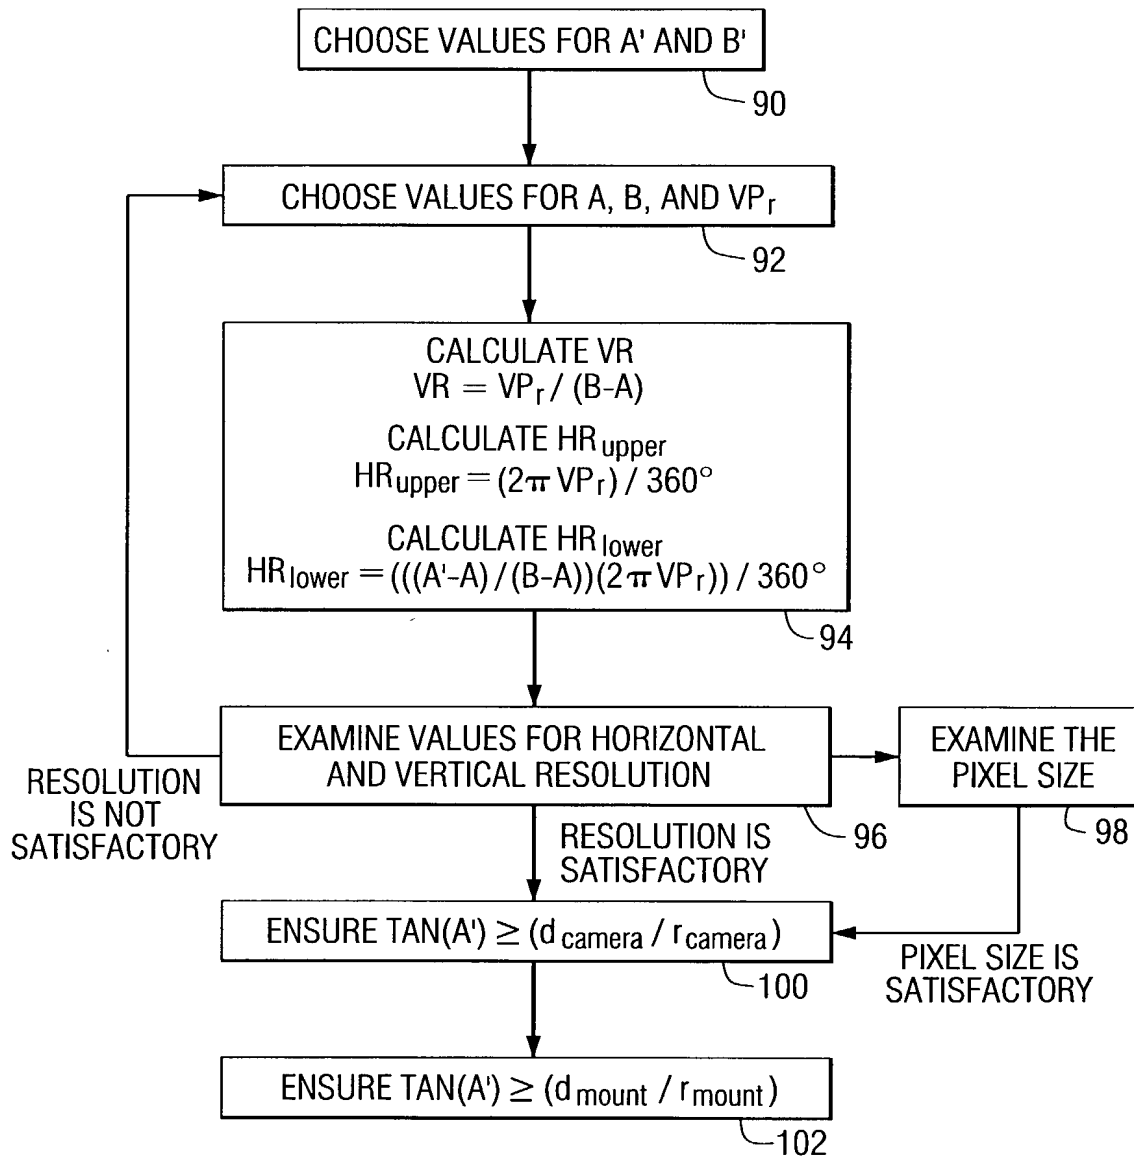 CHOOSE VALUES FOR A' AND B'
90
CHOOSE VALUES FOR A, B, AND VPr
92
CALCULATE VR
VR = VPr / (B-A)
CALCULATE HRupper
HRupper = (2π VPr) / 360°
CALCULATE HRlower
HRlower = (((A'-A) / (B-A))(2π VPr)) / 360°
94
EXAMINE VALUES FOR HORIZONTAL
AND VERTICAL RESOLUTION
96
EXAMINE THE
PIXEL SIZE
98
RESOLUTION
IS NOT
SATISFACTORY
RESOLUTION IS
SATISFACTORY
ENSURE TAN(A') ≥ (dcamera / rcamera)
100
PIXEL SIZE IS
SATISFACTORY
ENSURE TAN(A') ≥ (dmount / rmount)
102